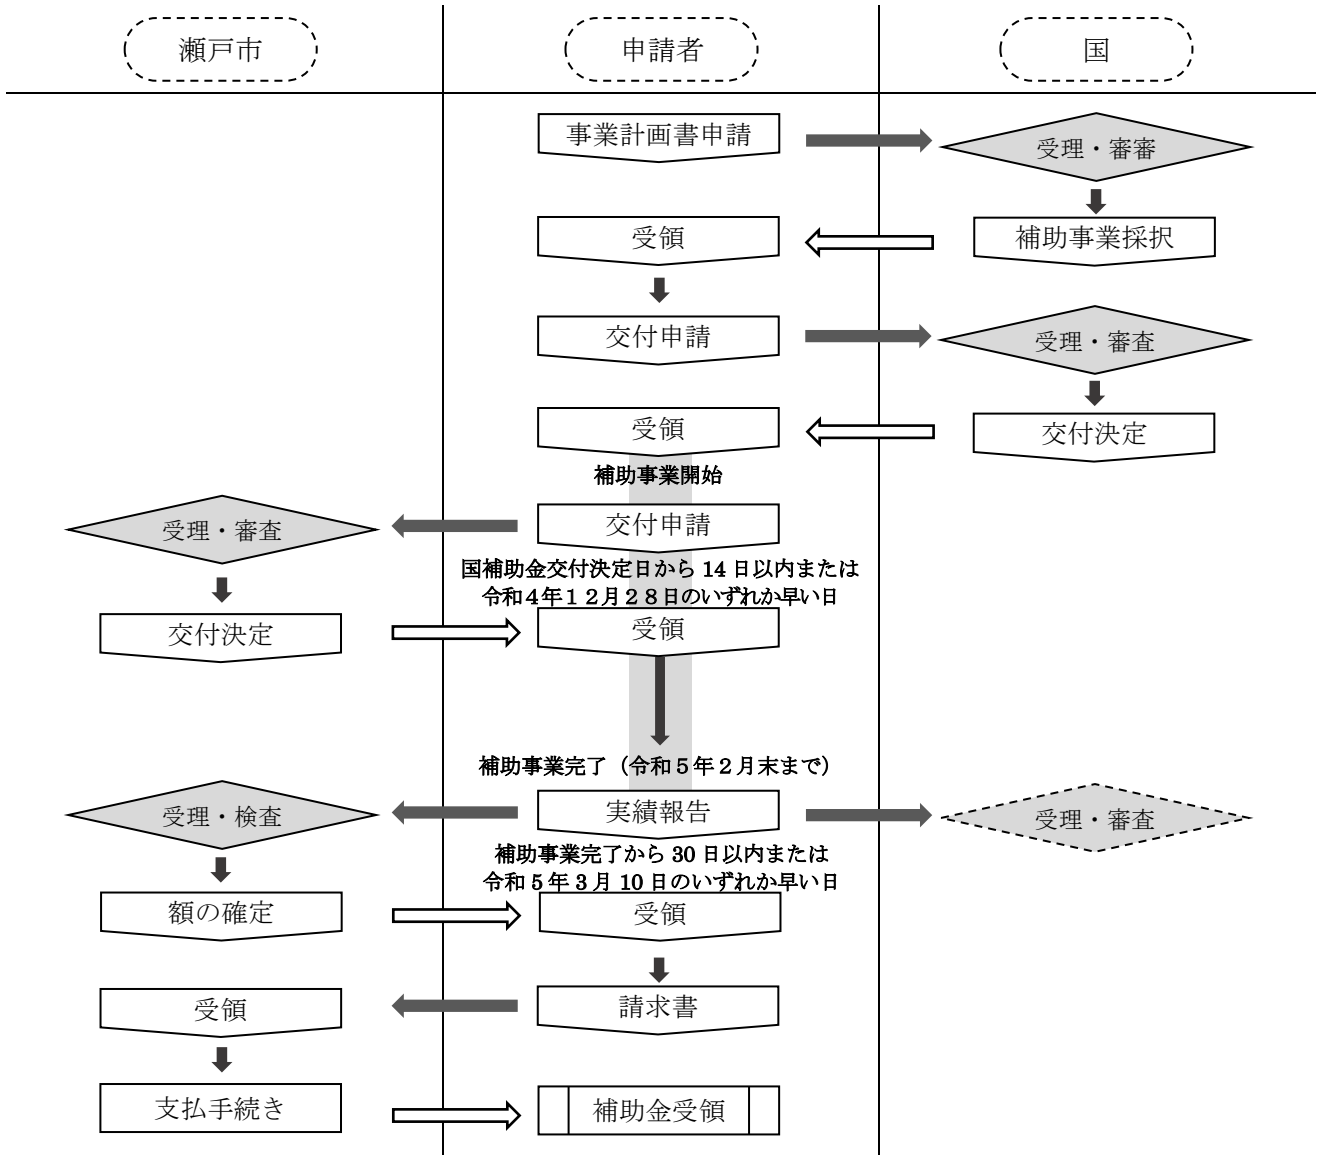 瀬戸市
申請者
国
事業計画書申請
受理・審審
受領
補助事業採択
交付申請
受理・審査
受領
交付決定
補助事業開始
受理・審査
交付申請
国補助金交付決定日から 14 日以内または
令和４年１２月２８日のいずれか早い日
交付決定
受領
補助事業完了（令和５年２月末まで）
受理・検査
実績報告
受理・審査
補助事業完了から 30 日以内または
令和 5 年 3 月 10 日のいずれか早い日
額の確定
受領
受領
請求書
支払手続き
補助金受領